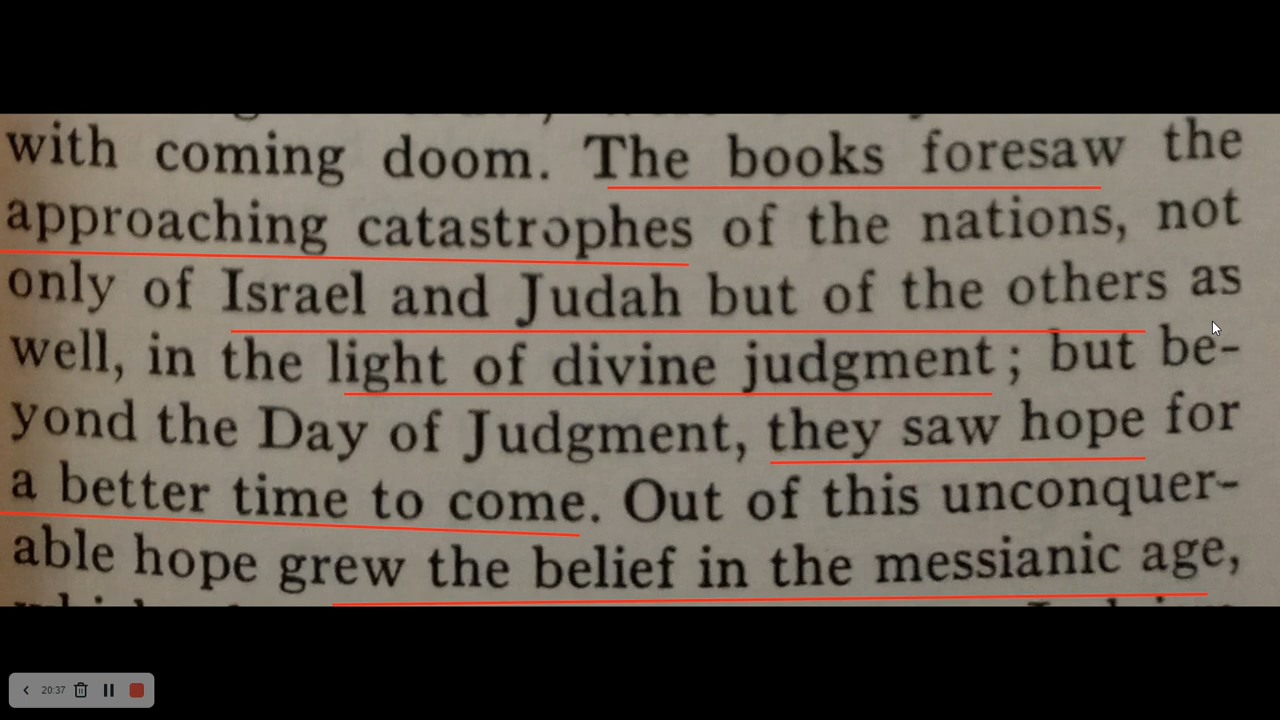 with coming doom. The books foresaw the
approaching catastrophes of the nations, not
only of Israel and Judah but of the others as
well, in the light of divine judgment; but be-
yond the Day of Judgment, they saw hope for
a better time to come. Out of this unconquer-
able hope grew the belief in the messianic age,
20:37